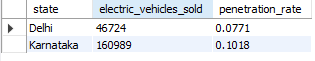 state electric_vehicles_sold penetration_rate
Delhi 46724 0.0771
Karnataka 160989 0.1018